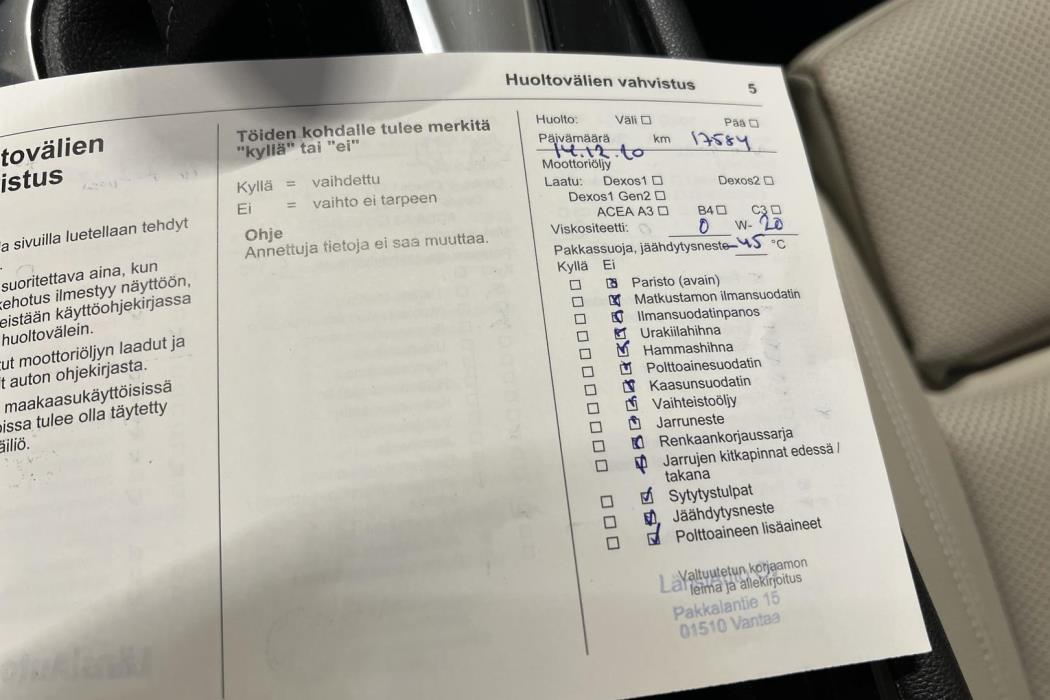 Huoltovälien vahvistus 5
tovälien
istus
a sivuilla luetellaan tehdyt
suoritettava aina, kun
kehotus ilmestyy näyttöön,
eistään käyttöohjekirjassa
huoltovälein.
ut moottoriöljyn laadut ja
t auton ohjekirjasta.
maakaasukäyttöisissä
oissa tulee olla täytetty
äiliö.
Töiden kohdalle tulee merkitä
"kyllä" tai "ei"
Kyllä = vaihdettu
Ei = vaihto ei tarpeen
Ohje
Annettuja tietoja ei saa muuttaa.
Huolto: Väli Pää
Päivämäärä km 17584
14.12.
Moottoriöljy
Laatu: Dexos1 Dexos2
Dexos1 Gen2
ACEA A3 B4 C3
Viskositeetti: 0 W- 20
Pakkassuoja, jäähdytysneste -45 °C
Kyllä Ei
Paristo (avain)
Matkustamon ilmansuodatin
Ilmansuodatinpanos
Urakiilahihna
Hammashihna
Polttoainesuodatin
Kaasunsuodatin
Vaihteistoöljy
Jarruneste
Renkaankorjaussarja
Jarrujen kitkapinnat edessä /
takana
Sytytystulpat
Jäähdytysneste
Polttoaineen lisäaineet
Valtuutetun korjaamon
leima ja allekirjoitus
Pakkalantie 15
01510 Vantaa